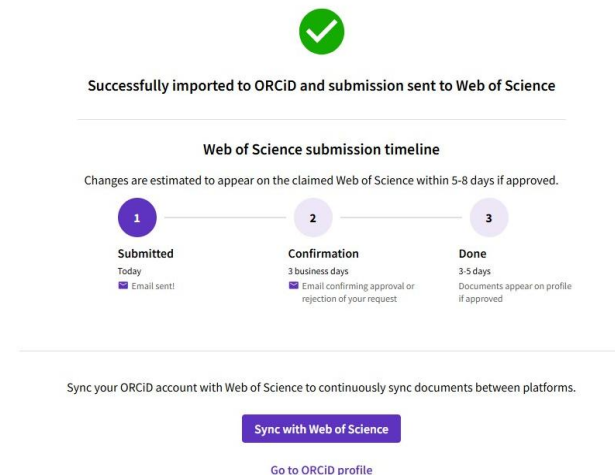 Successfully imported to ORCiD and submission sent to Web of Science
Web of Science submission timeline
Changes are estimated to appear on the claimed Web of Science within 5-8 days if approved.
1
2
3
Submitted
Confirmation
Done
Today
3 business days
3-5 days
Email sent!
Email confirming approval or
rejection of your request
Documents appear on profile
if approved
Sync your ORCiD account with Web of Science to continuously sync documents between platforms.
Sync with Web of Science
Go to ORCiD profile